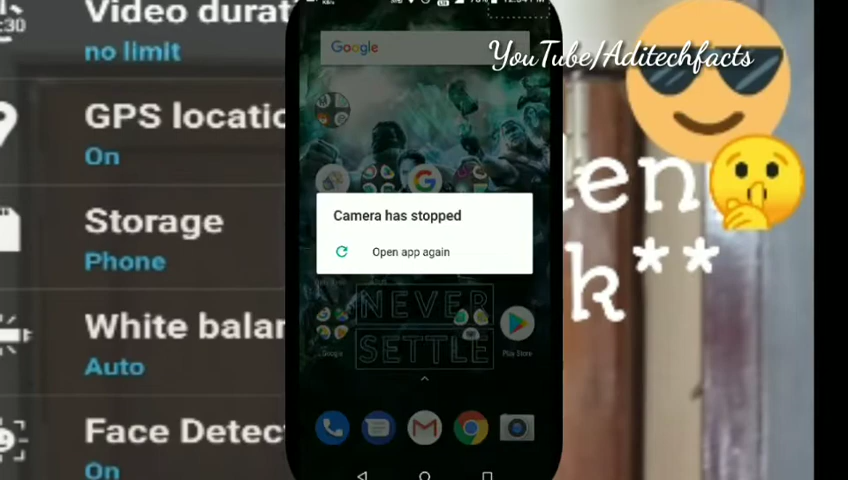 Video durat
no limit
GPS locatic
On
Storage
Phone
White balan
Auto
Face Detec
On
Google
Camera has stopped
Open app again
NEVER
SETTLE
Google
Play Store
YouTube/Aditechfacts
en
k**